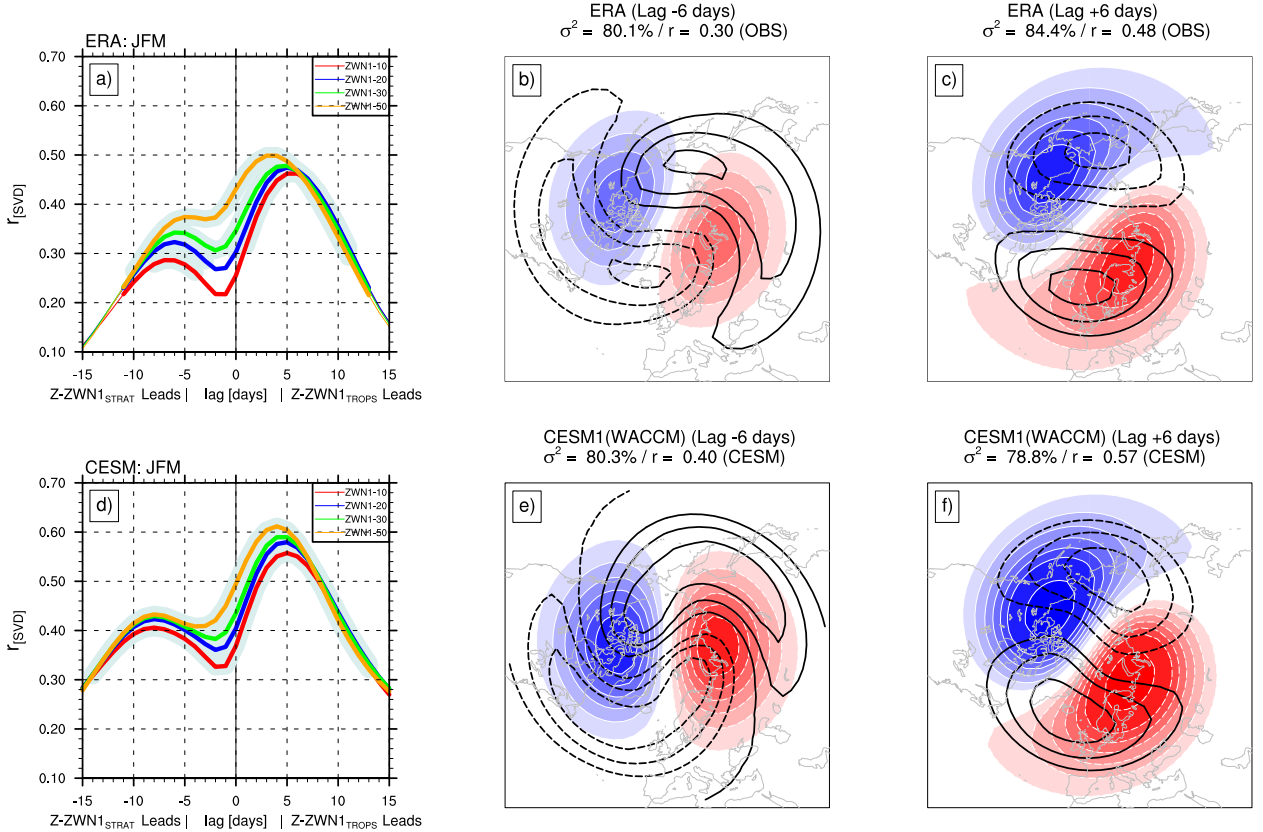 ERA (Lag -6 days)
σ² = 80.1% / r = 0.30 (OBS)
ERA (Lag +6 days)
σ² = 84.4% / r = 0.48 (OBS)
ERA: JFM
a)
ZWN1-10
ZWN1-20
ZWN1-30
ZWN1-50
r[SVD]
0.70
0.60
0.50
0.40
0.30
0.20
0.10
-15 -10 -5 0 5 10 15
Z-ZWN1STRAT Leads | lag [days] | Z-ZWN1TROPS Leads
b)
c)
CESM1(WACCM) (Lag -6 days)
σ² = 80.3% / r = 0.40 (CESM)
CESM1(WACCM) (Lag +6 days)
σ² = 78.8% / r = 0.57 (CESM)
CESM: JFM
d)
ZWN1-10
ZWN1-20
ZWN1-30
ZWN1-50
r[SVD]
0.70
0.60
0.50
0.40
0.30
0.20
0.10
-15 -10 -5 0 5 10 15
Z-ZWN1STRAT Leads | lag [days] | Z-ZWN1TROPS Leads
e)
f)